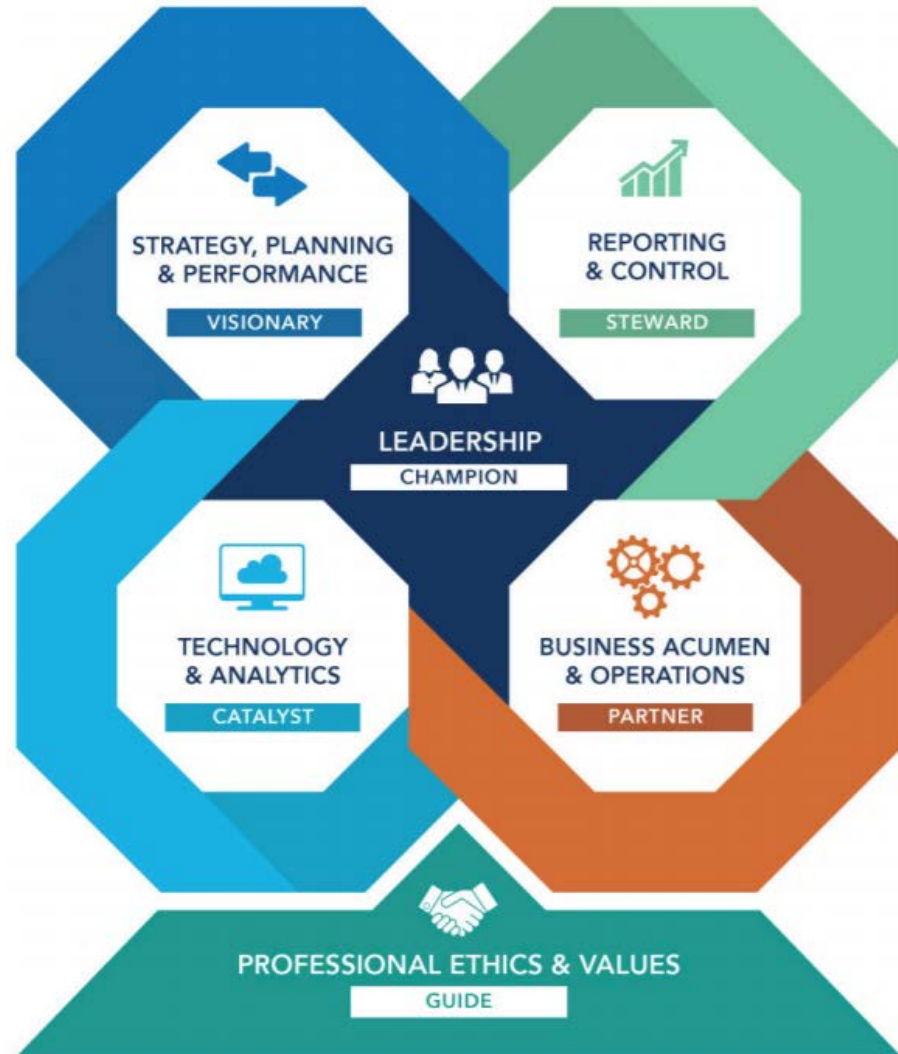 STRATEGY, PLANNING
& PERFORMANCE
VISIONARY
REPORTING
& CONTROL
STEWARD
LEADERSHIP
CHAMPION
TECHNOLOGY
& ANALYTICS
CATALYST
BUSINESS ACUMEN
& OPERATIONS
PARTNER
PROFESSIONAL ETHICS & VALUES
GUIDE